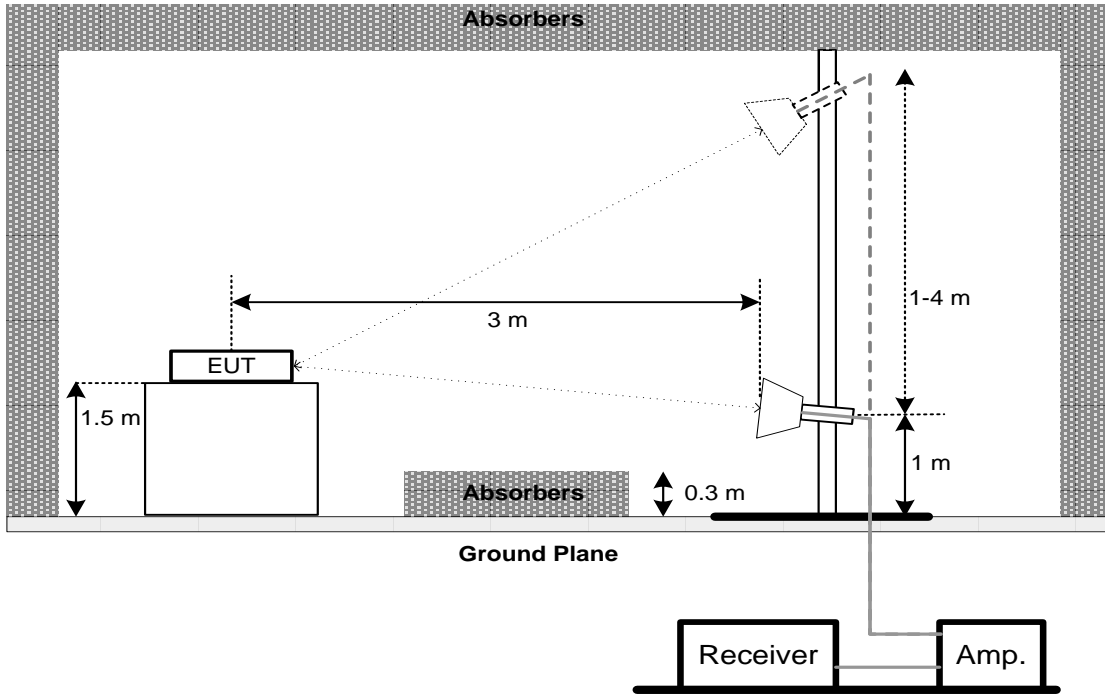 Absorbers
1-4 m
3 m
EUT
1.5 m
1 m
Absorbers
0.3 m
Ground Plane
Receiver
Amp.